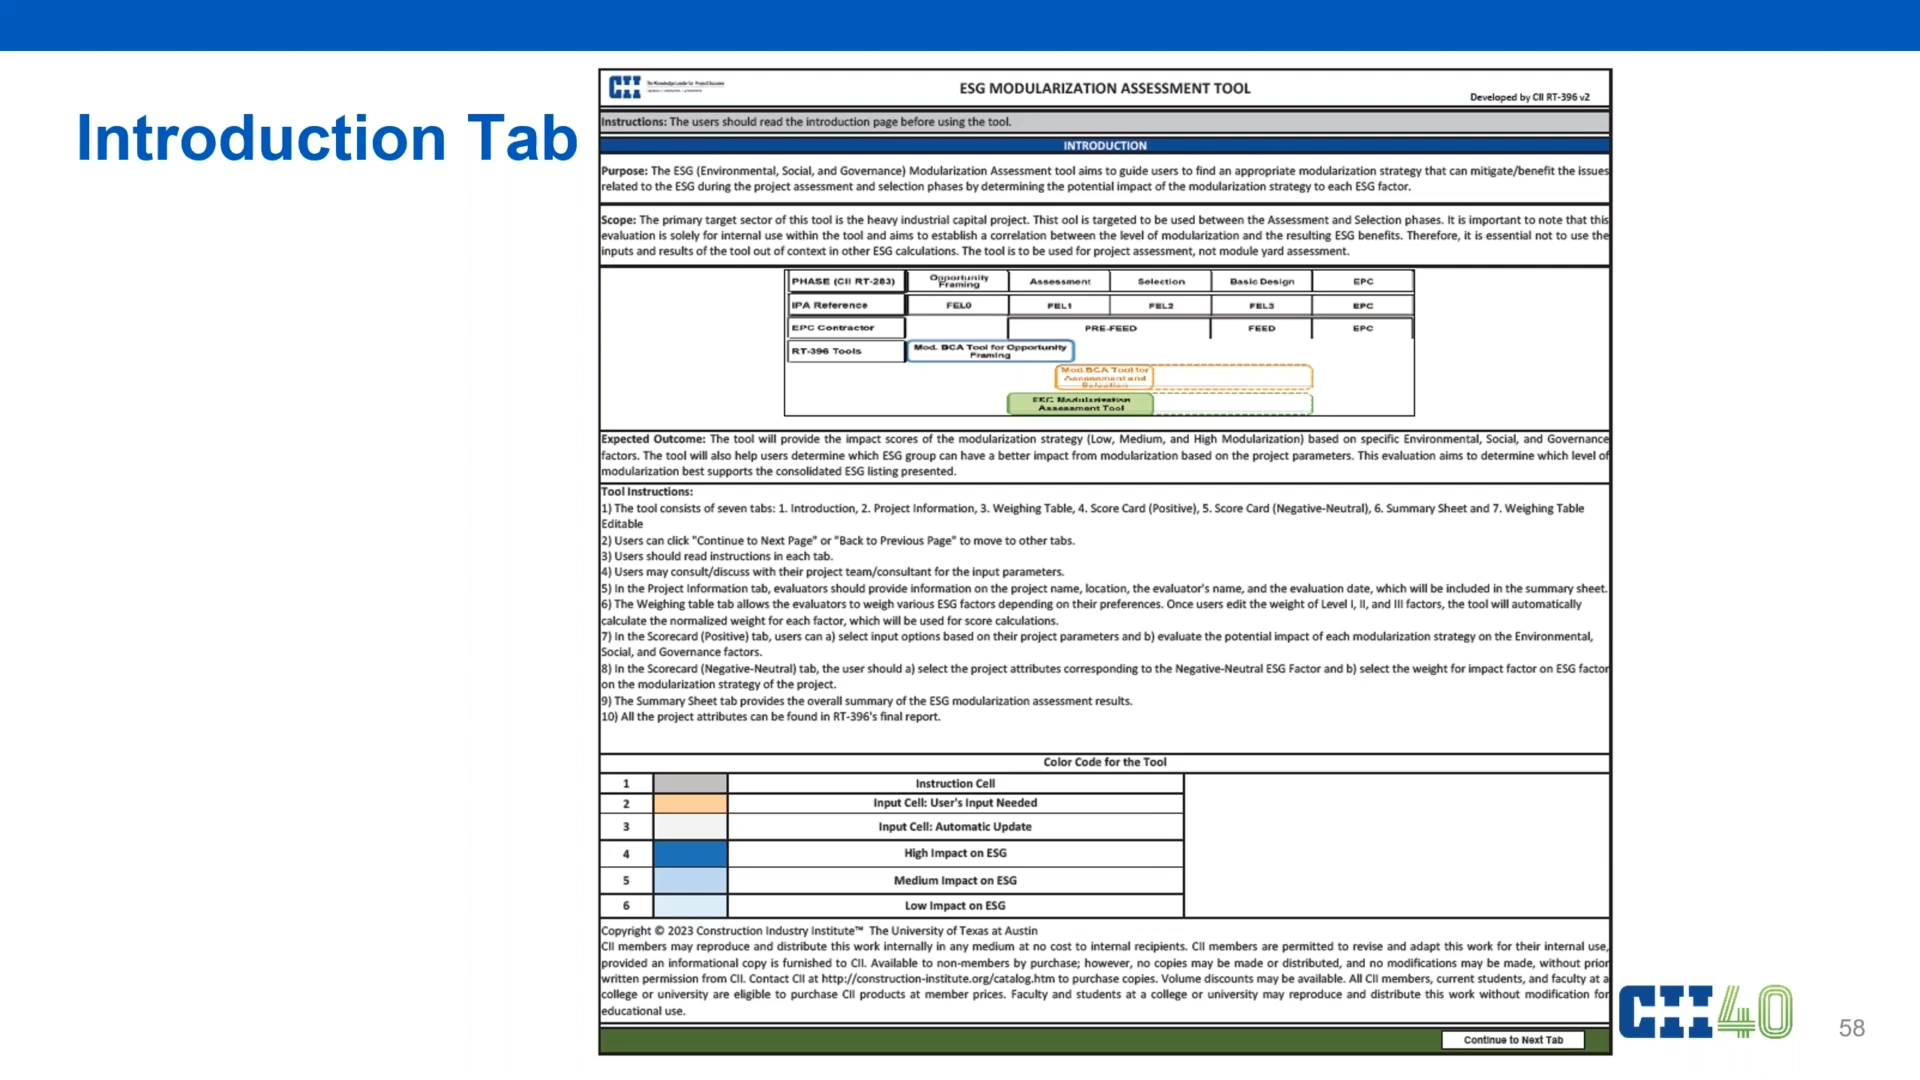 Introduction Tab
CII The Knowledge Leader for Project Success
ESG MODULARIZATION ASSESSMENT TOOL
Developed by CII RT-396 v2
Instructions: The users should read the introduction page before using the tool.
INTRODUCTION
Purpose: The ESG (Environmental, Social, and Governance) Modularization Assessment tool aims to guide users to find an appropriate modularization strategy that can mitigate/benefit the issues
related to the ESG during the project assessment and selection phases by determining the potential impact of the modularization strategy to each ESG factor.
Scope: The primary target sector of this tool is the heavy industrial capital project. Thist ool is targeted to be used between the Assessment and Selection phases. It is important to note that this
evaluation is solely for internal use within the tool and aims to establish a correlation between the level of modularization and the resulting ESG benefits. Therefore, it is essential not to use the
inputs and results of the tool out of context in other ESG calculations. The tool is to be used for project assessment, not module yard assessment.
PHASE (CII RT-283) Opportunity Framing Assessment Selection Basic Design EPC
IPA Reference FEL0 FEL1 FEL2 FEL3 EPC
EPC Contractor PRE-FEED FEED EPC
RT-396 Tools Mod. BCA Tool for Opportunity
Framing
Mod.BCA Tool for
Assessment and
Selection
ESG Modularization
Assessment Tool
Expected Outcome: The tool will provide the impact scores of the modularization strategy (Low, Medium, and High Modularization) based on specific Environmental, Social, and Governance
factors. The tool will also help users determine which ESG group can have a better impact from modularization based on the project parameters. This evaluation aims to determine which level of
modularization best supports the consolidated ESG listing presented.
Tool Instructions:
1) The tool consists of seven tabs: 1. Introduction, 2. Project Information, 3. Weighing Table, 4. Score Card (Positive), 5. Score Card (Negative-Neutral), 6. Summary Sheet and 7. Weighing Table
Editable
2) Users can click "Continue to Next Page" or "Back to Previous Page" to move to other tabs.
3) Users should read instructions in each tab.
4) Users may consult/discuss with their project team/consultant for the input parameters.
5) In the Project Information tab, evaluators should provide information on the project name, location, the evaluator's name, and the evaluation date, which will be included in the summary sheet.
6) The Weighing table tab allows the evaluators to weigh various ESG factors depending on their preferences. Once users edit the weight of Level I, II, and III factors, the tool will automatically
calculate the normalized weight for each factor, which will be used for score calculations.
7) In the Scorecard (Positive) tab, users can a) select input options based on their project parameters and b) evaluate the potential impact of each modularization strategy on the Environmental,
Social, and Governance factors.
8) In the Scorecard (Negative-Neutral) tab, the user should a) select the project attributes corresponding to the Negative-Neutral ESG Factor and b) select the weight for impact factor on ESG factor
on the modularization strategy of the project.
9) The Summary Sheet tab provides the overall summary of the ESG modularization assessment results.
10) All the project attributes can be found in RT-396's final report.
Color Code for the Tool
1 Instruction Cell
2 Input Cell: User's Input Needed
3 Input Cell: Automatic Update
4 High Impact on ESG
5 Medium Impact on ESG
6 Low Impact on ESG
Copyright © 2023 Construction Industry Institute™ The University of Texas at Austin
CII members may reproduce and distribute this work internally in any medium at no cost to internal recipients. CII members are permitted to revise and adapt this work for their internal use,
provided an informational copy is furnished to CII. Available to non-members by purchase; however, no copies may be made or distributed, and no modifications may be made, without prior
written permission from CII. Contact CII at http://construction-institute.org/catalog.htm to purchase copies. Volume discounts may be available. All CII members, current students, and faculty at a
college or university are eligible to purchase CII products at member prices. Faculty and students at a college or university may reproduce and distribute this work without modification for
educational use.
Continue to Next Tab
CII 40
58